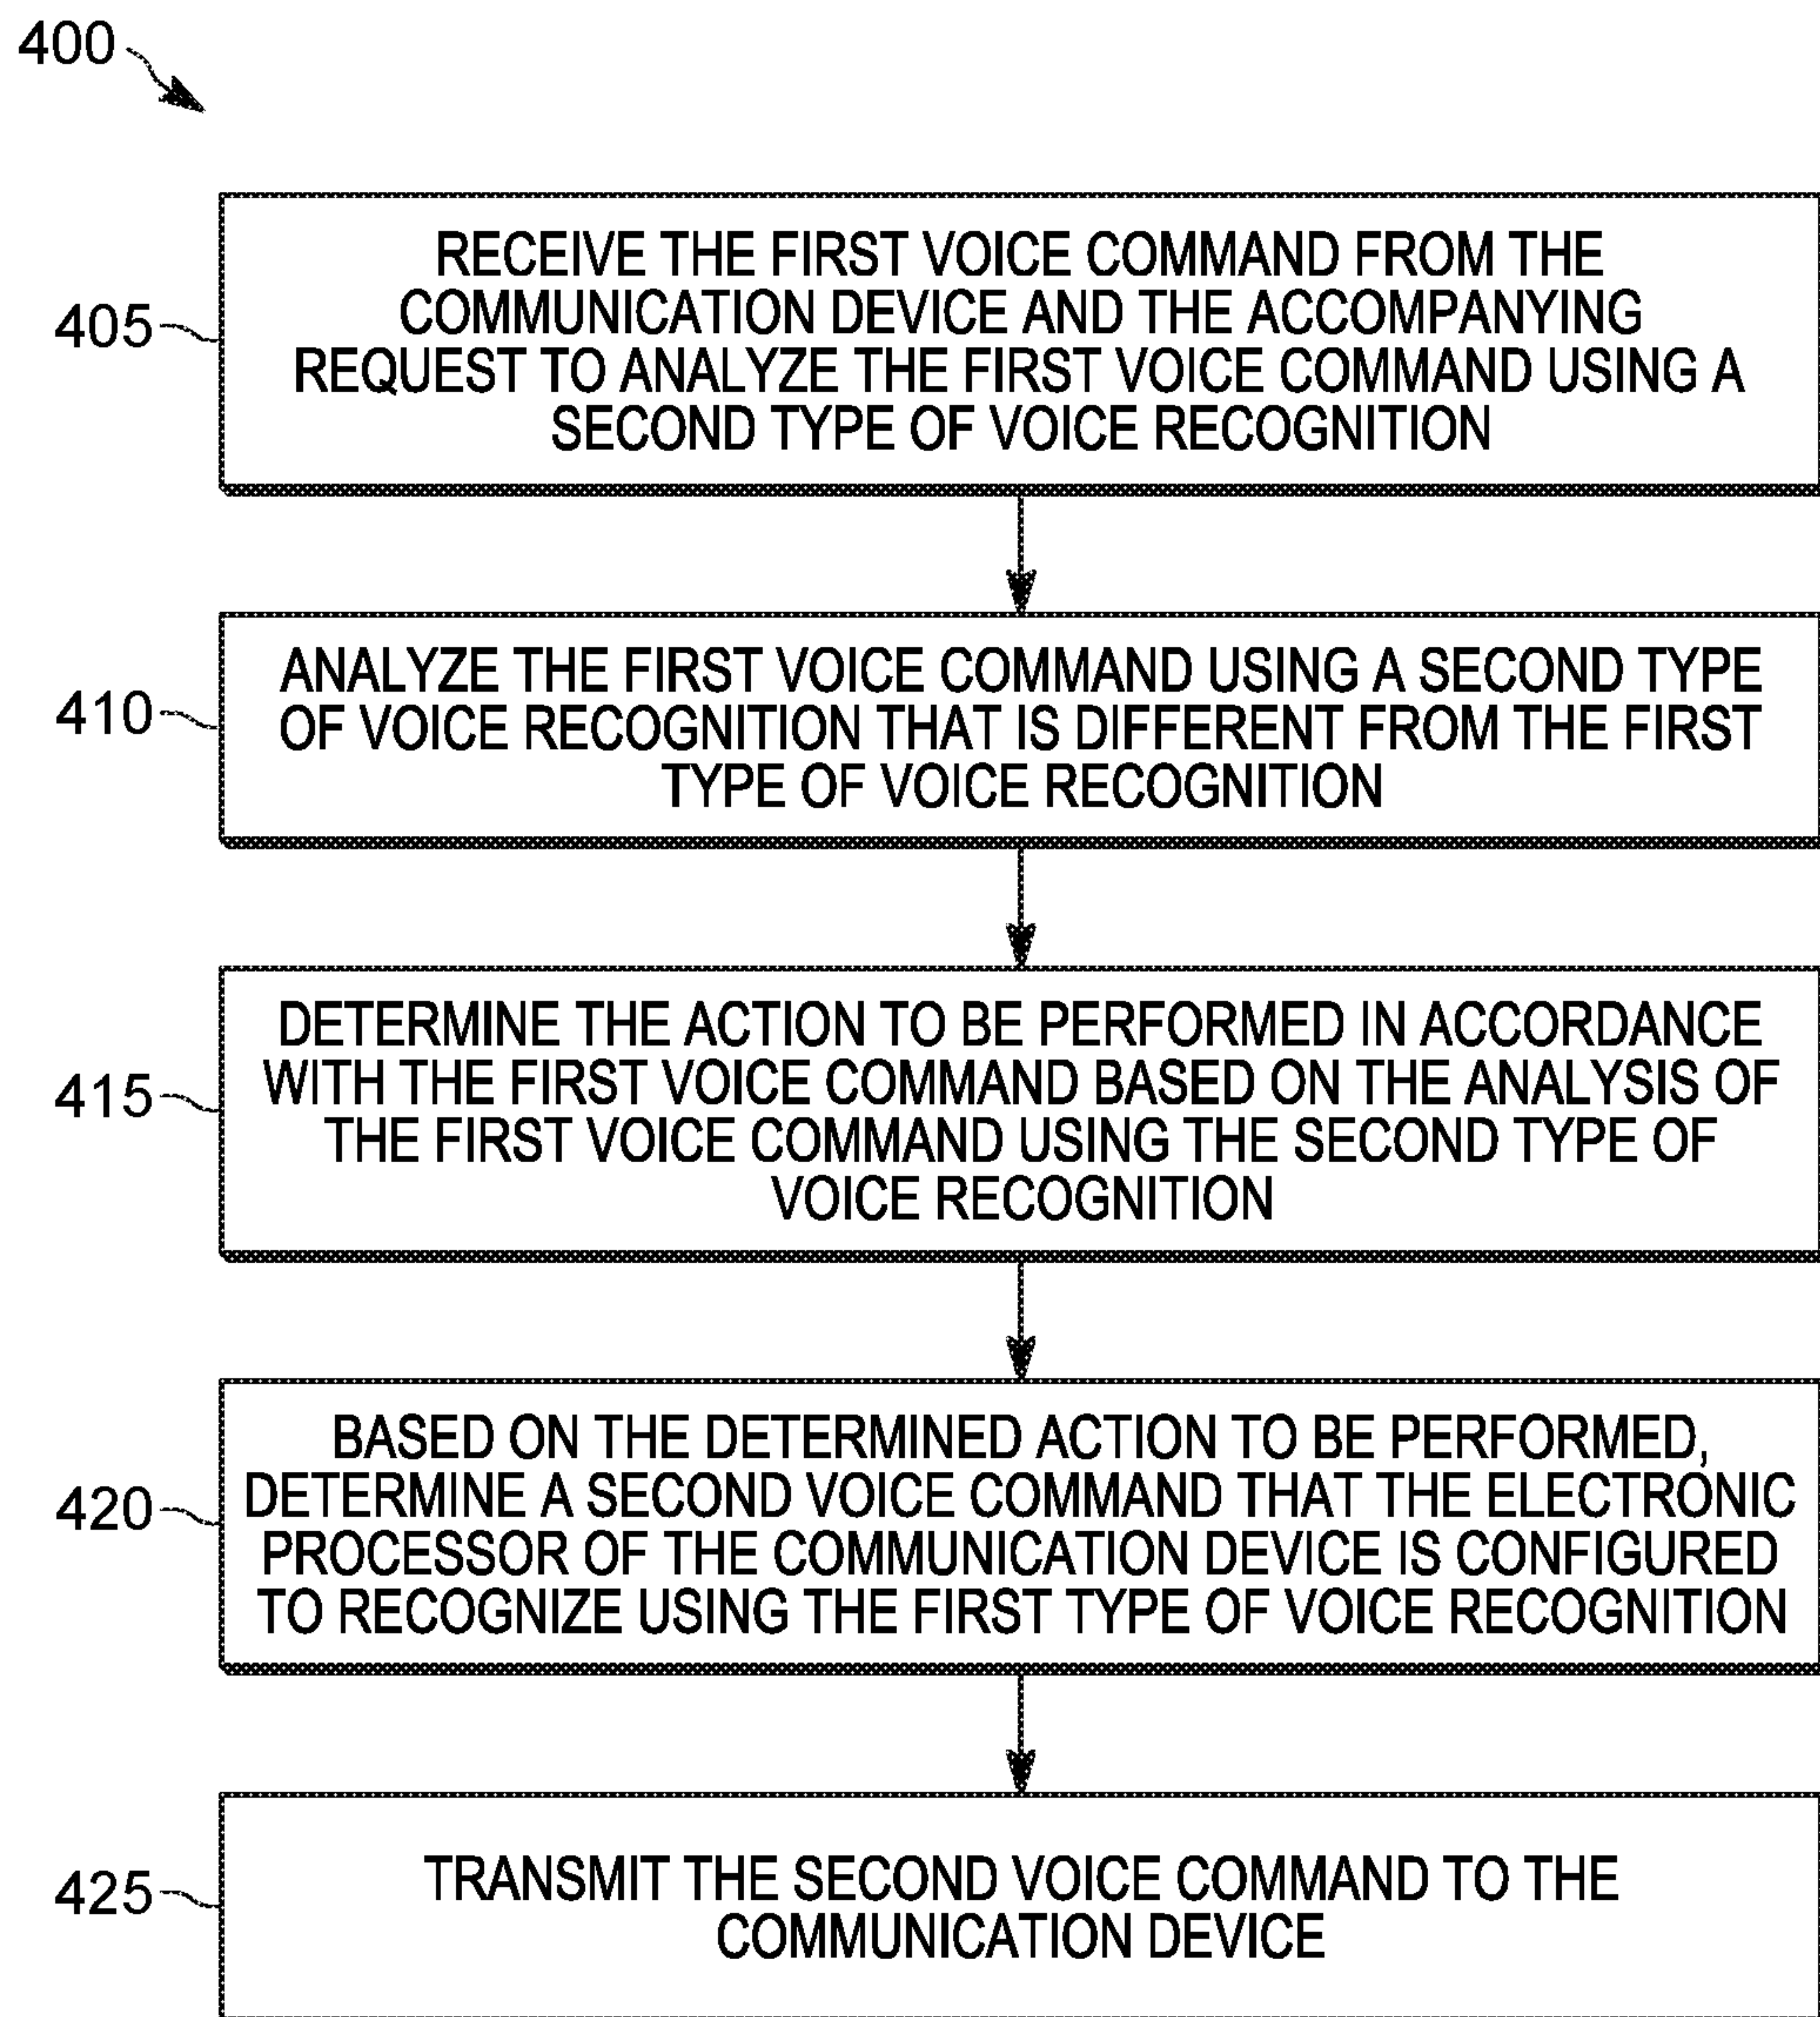 400
405
RECEIVE THE FIRST VOICE COMMAND FROM THE
COMMUNICATION DEVICE AND THE ACCOMPANYING
REQUEST TO ANALYZE THE FIRST VOICE COMMAND USING A
SECOND TYPE OF VOICE RECOGNITION
410
ANALYZE THE FIRST VOICE COMMAND USING A SECOND TYPE
OF VOICE RECOGNITION THAT IS DIFFERENT FROM THE FIRST
TYPE OF VOICE RECOGNITION
415
DETERMINE THE ACTION TO BE PERFORMED IN ACCORDANCE
WITH THE FIRST VOICE COMMAND BASED ON THE ANALYSIS OF
THE FIRST VOICE COMMAND USING THE SECOND TYPE OF
VOICE RECOGNITION
420
BASED ON THE DETERMINED ACTION TO BE PERFORMED,
DETERMINE A SECOND VOICE COMMAND THAT THE ELECTRONIC
PROCESSOR OF THE COMMUNICATION DEVICE IS CONFIGURED
TO RECOGNIZE USING THE FIRST TYPE OF VOICE RECOGNITION
425
TRANSMIT THE SECOND VOICE COMMAND TO THE
COMMUNICATION DEVICE